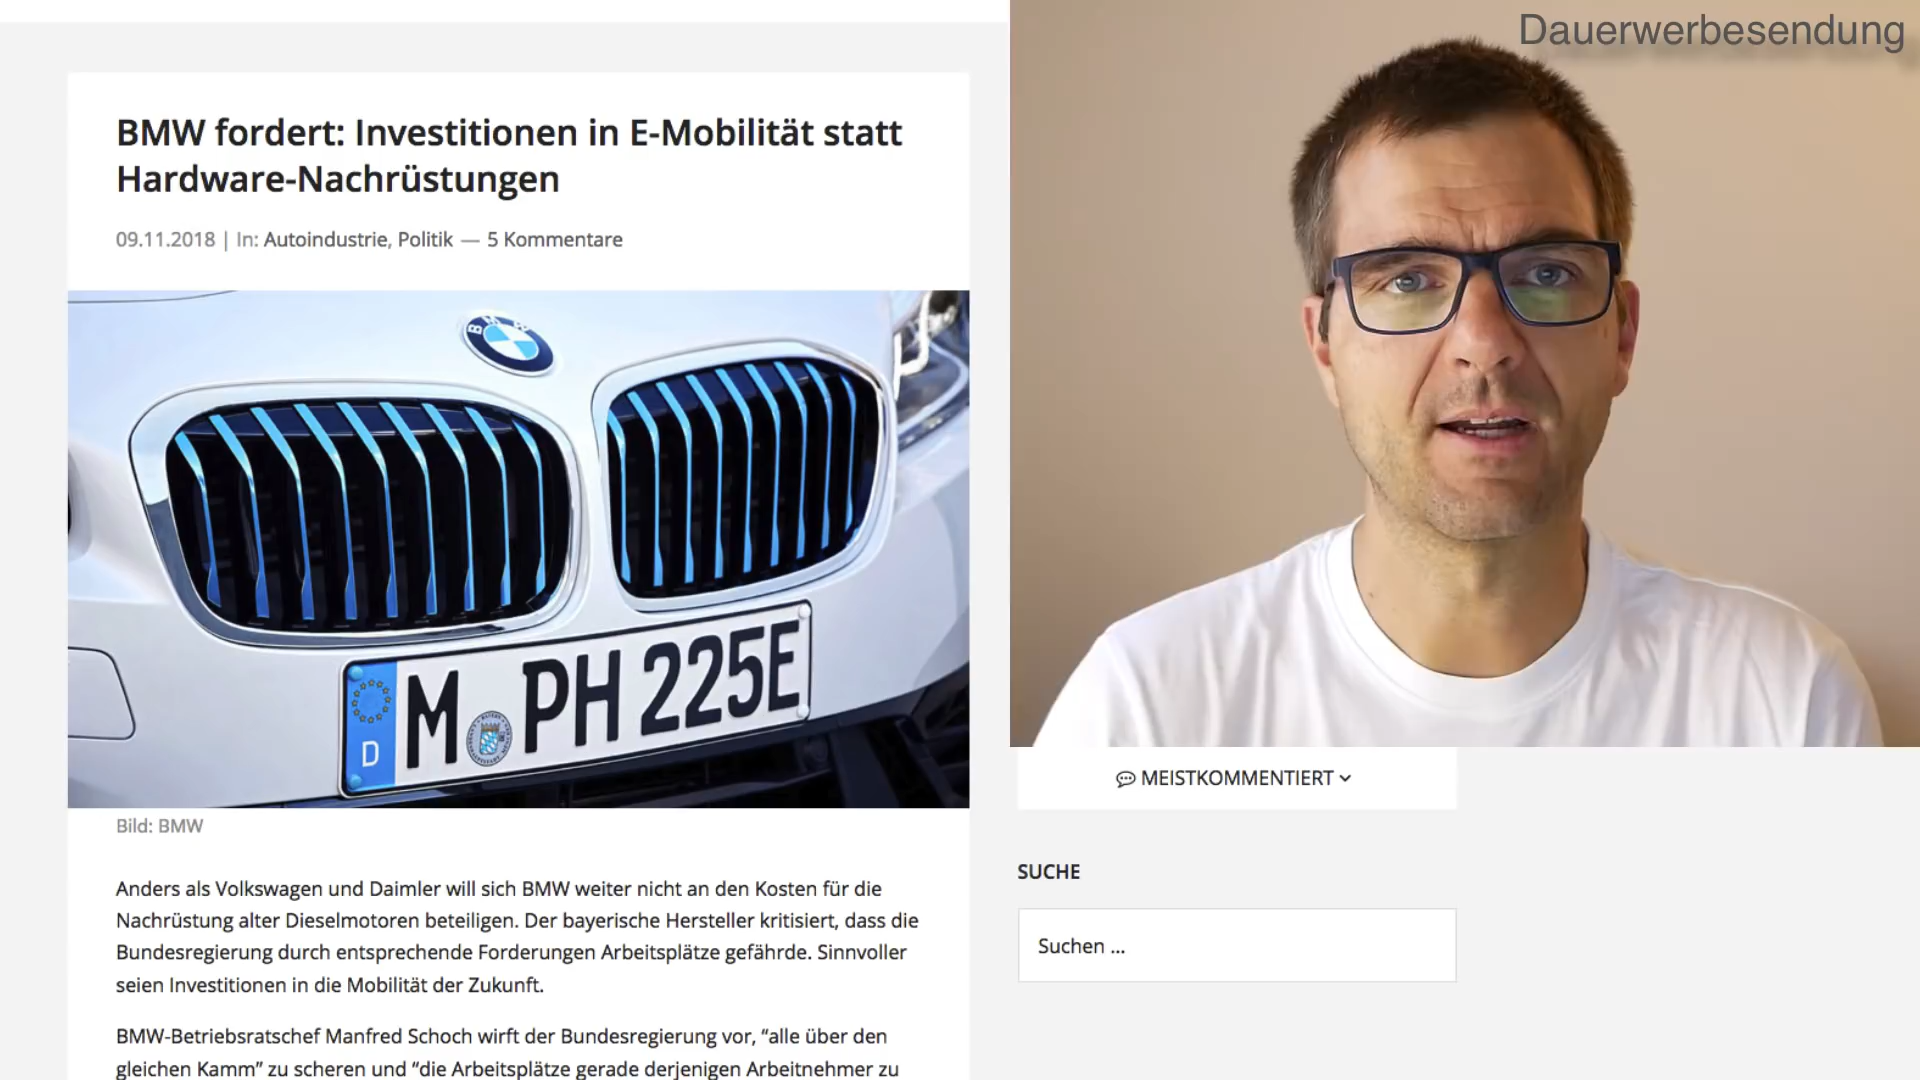 Dauerwerbesendung
BMW fordert: Investitionen in E-Mobilität statt
Hardware-Nachrüstungen
09.11.2018 | In: Autoindustrie, Politik — 5 Kommentare
BMW
D M PH 225E
Bild: BMW
Anders als Volkswagen und Daimler will sich BMW weiter nicht an den Kosten für die
Nachrüstung alter Dieselmotoren beteiligen. Der bayerische Hersteller kritisiert, dass die
Bundesregierung durch entsprechende Forderungen Arbeitsplätze gefährde. Sinnvoller
seien Investitionen in die Mobilität der Zukunft.
BMW-Betriebsratschef Manfred Schoch wirft der Bundesregierung vor, “alle über den
gleichen Kamm” zu scheren und “die Arbeitsplätze gerade derjenigen Arbeitnehmer zu
MEISTKOMMENTIERT
SUCHE
Suchen ...